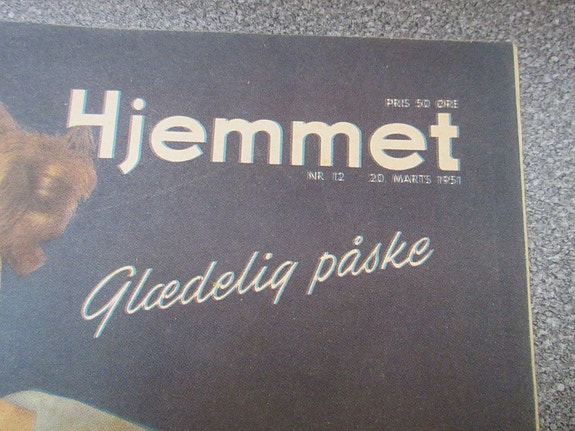 PRIS 50 ØRE
Hjemmet
NR. 12 20. MARTS 1951
Glædelig påske